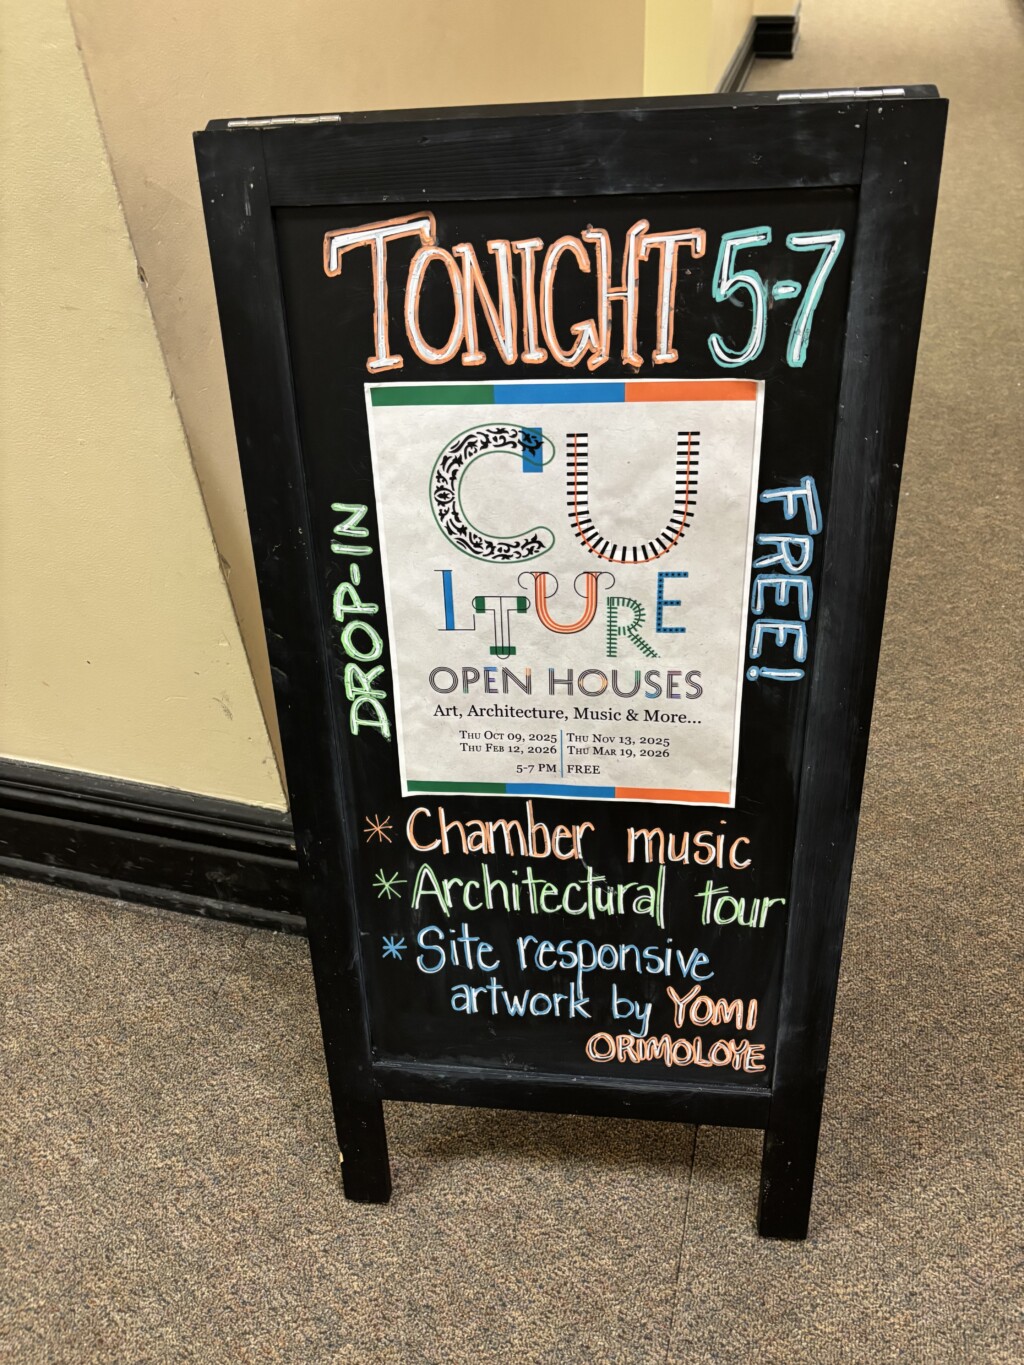 TONIGHT 5-7
DROP-IN
FREE!
CU
LTURE
OPEN HOUSES
Art, Architecture, Music & More...
THU OCT 09, 2025 | THU NOV 13, 2025
THU FEB 12, 2026 | THU MAR 19, 2026
5-7 PM | FREE
* Chamber music
* Architectural tour
* Site responsive
artwork by YOMI
ORIMOLOYE